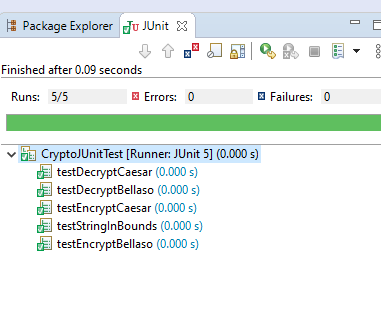 Package Explorer JUnit
Finished after 0.09 seconds
Runs: 5/5 Errors: 0 Failures: 0
CryptoJUnitTest [Runner: JUnit 5] (0.000 s)
testDecryptCaesar (0.000 s)
testDecryptBellaso (0.000 s)
testEncryptCaesar (0.000 s)
testStringInBounds (0.000 s)
testEncryptBellaso (0.000 s)